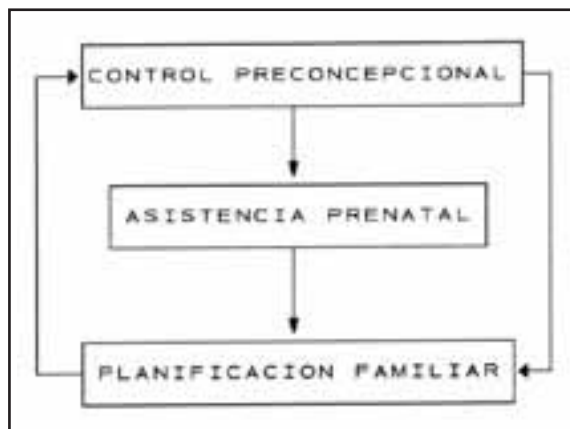 CONTROL PRECONCEPCIONAL
ASISTENCIA PRENATAL
PLANIFICACION FAMILIAR